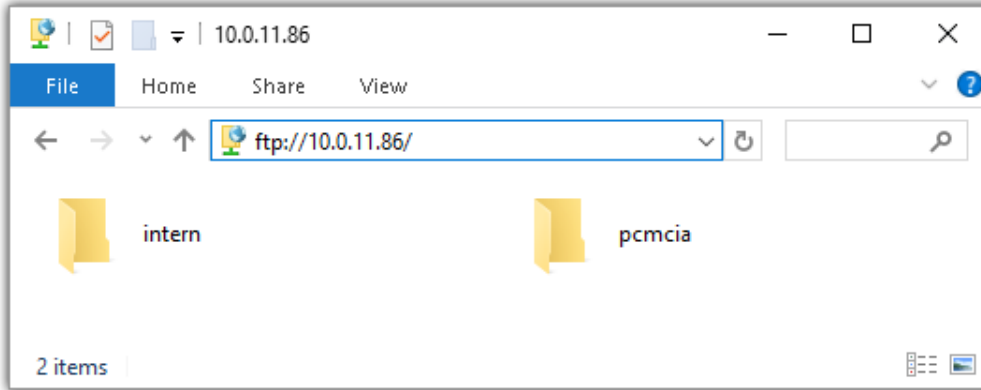 10.0.11.86
File Home Share View
ftp://10.0.11.86/
intern pcmcia
2 items